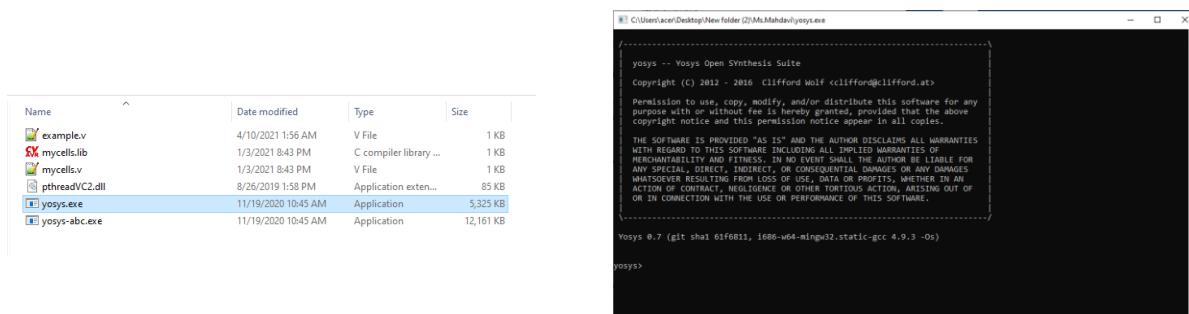 Name Date modified Type Size
example.v 4/10/2021 1:56 AM V File 1 KB
mycells.lib 1/3/2021 8:43 PM C compiler library ... 1 KB
mycells.v 1/3/2021 8:43 PM V File 1 KB
pthreadVC2.dll 8/26/2019 1:58 PM Application exten... 85 KB
yosys.exe 11/19/2020 10:45 AM Application 5,325 KB
yosys-abc.exe 11/19/2020 10:45 AM Application 12,161 KB
C:\Users\acer\Desktop\New folder (2)\Ms.Mahdavi\yosys.exe
/----------------------------------------------------------------------------\
| yosys -- Yosys Open SYnthesis Suite |
| Copyright (C) 2012 - 2016 Clifford Wolf <clifford@clifford.at> |
| Permission to use, copy, modify, and/or distribute this software for any |
| purpose with or without fee is hereby granted, provided that the above |
| copyright notice and this permission notice appear in all copies. |
| THE SOFTWARE IS PROVIDED "AS IS" AND THE AUTHOR DISCLAIMS ALL WARRANTIES |
| WITH REGARD TO THIS SOFTWARE INCLUDING ALL IMPLIED WARRANTIES OF |
| MERCHANTABILITY AND FITNESS. IN NO EVENT SHALL THE AUTHOR BE LIABLE FOR |
| ANY SPECIAL, DIRECT, INDIRECT, OR CONSEQUENTIAL DAMAGES OR ANY DAMAGES |
| WHATSOEVER RESULTING FROM LOSS OF USE, DATA OR PROFITS, WHETHER IN AN |
| ACTION OF CONTRACT, NEGLIGENCE OR OTHER TORTIOUS ACTION, ARISING OUT OF |
| OR IN CONNECTION WITH THE USE OR PERFORMANCE OF THIS SOFTWARE. |
\----------------------------------------------------------------------------/
Yosys 0.7 (git sha1 61f6811, i686-w64-mingw32.static-gcc 4.9.3 -Os)
yosys>